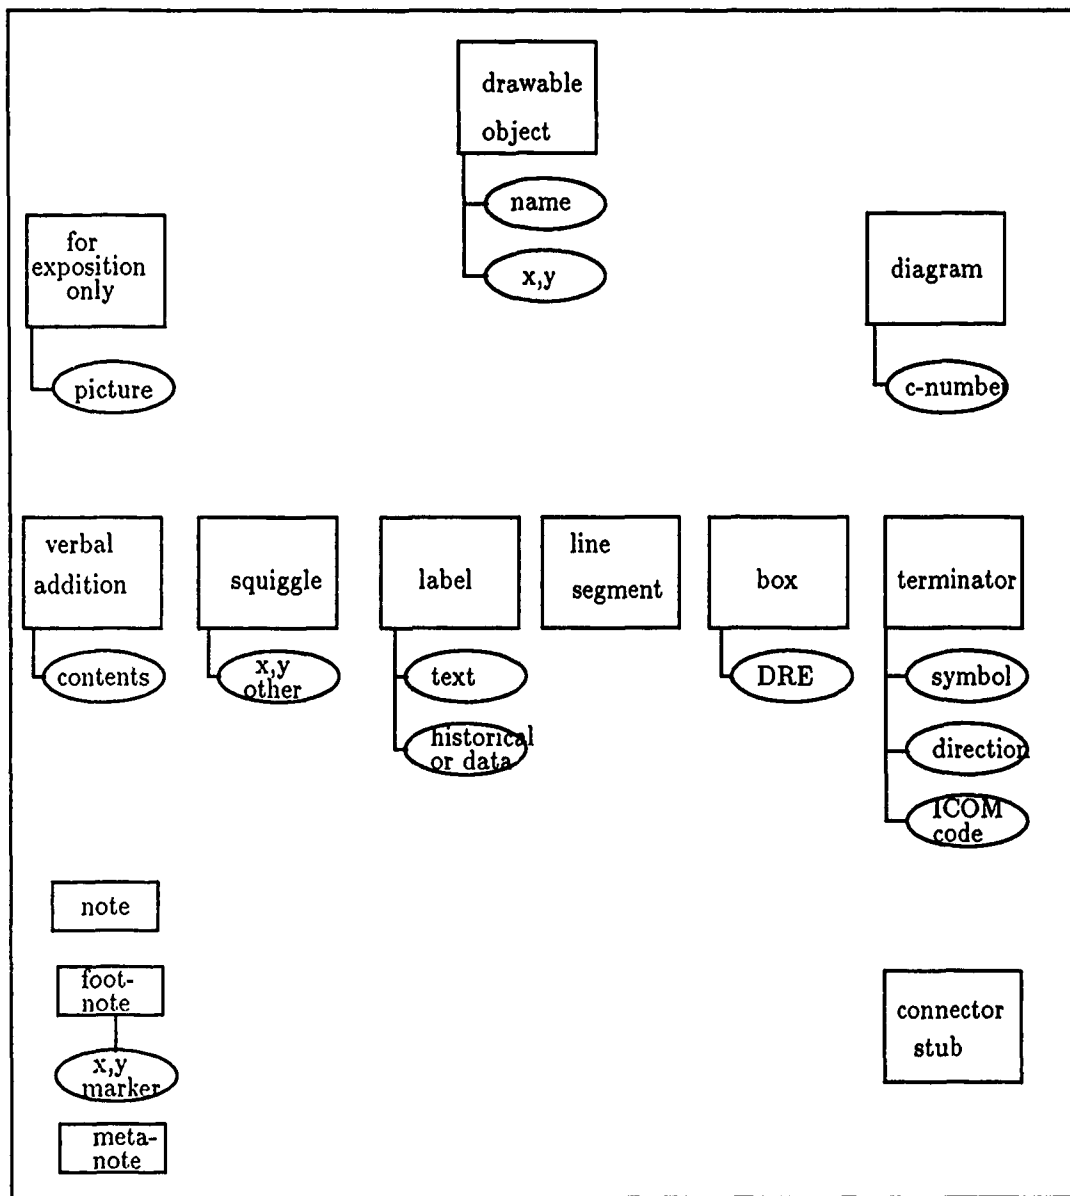 drawable
object
name
x,y
for
exposition
only
picture
diagram
c-number
verbal
addition
contents
squiggle
x,y
other
label
text
historical
or data
line
segment
box
DRE
terminator
symbol
direction
ICOM
code
note
foot-
note
x,y
marker
meta-
note
connector
stub